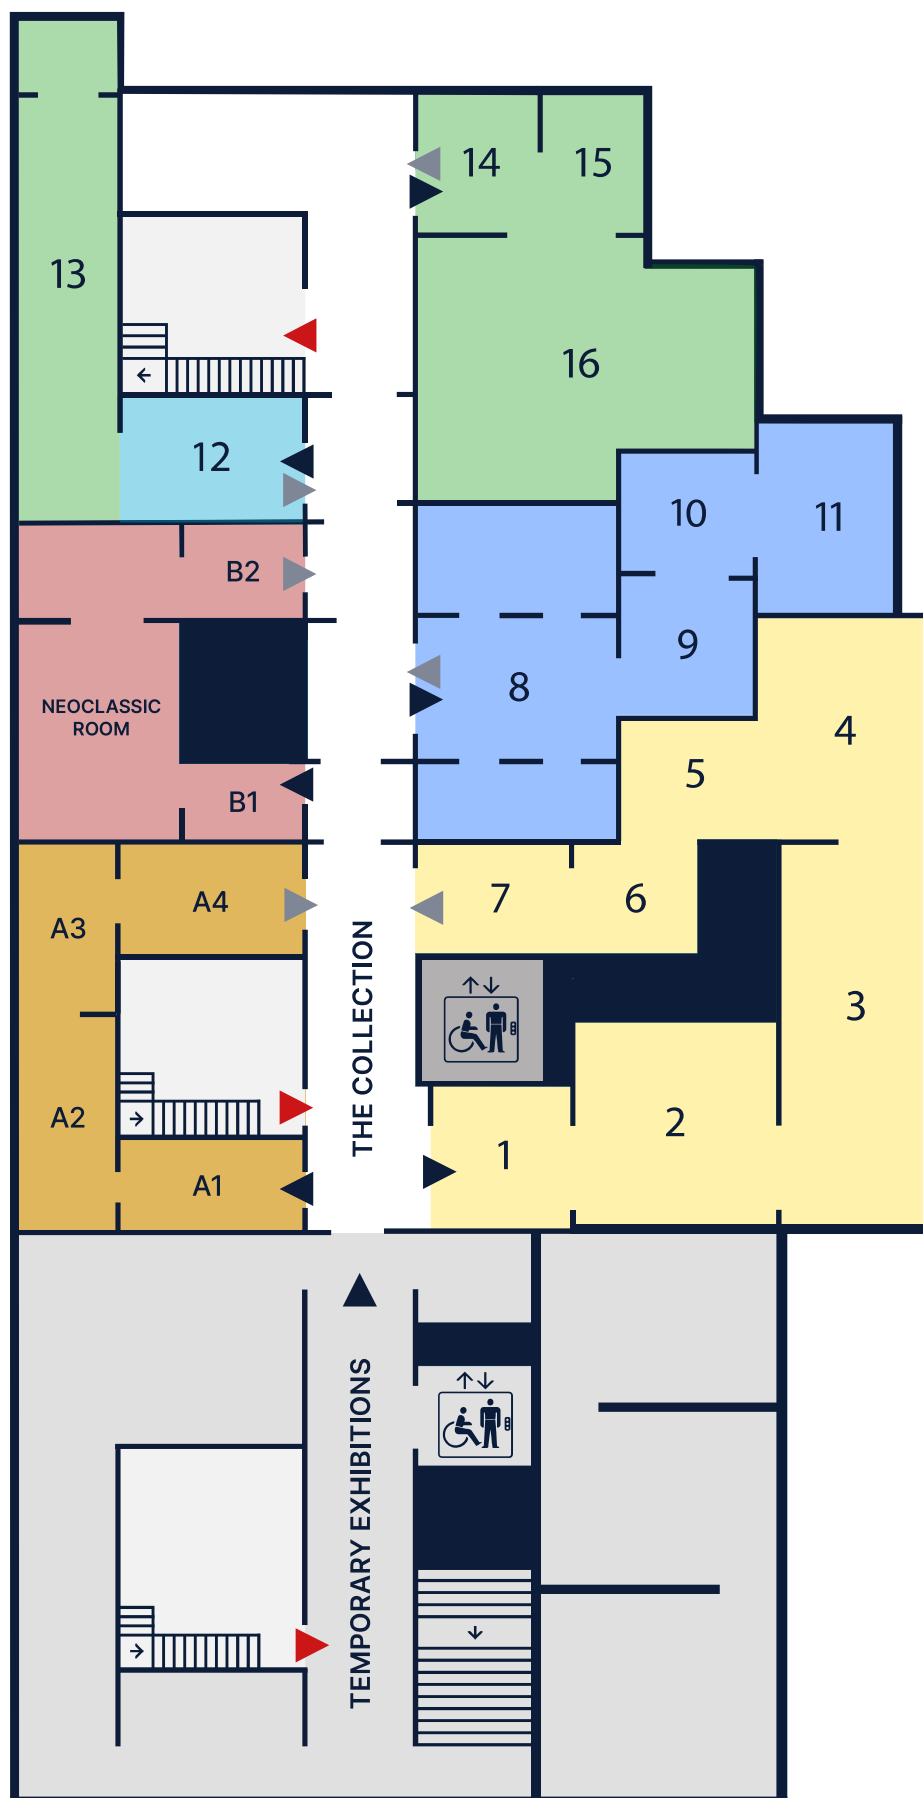 14
15
13
16
12
10
11
B2
9
8
NEOCLASSIC
ROOM
4
5
B1
7
6
A4
A3
THE COLLECTION
3
A2
2
1
A1
TEMPORARY EXHIBITIONS